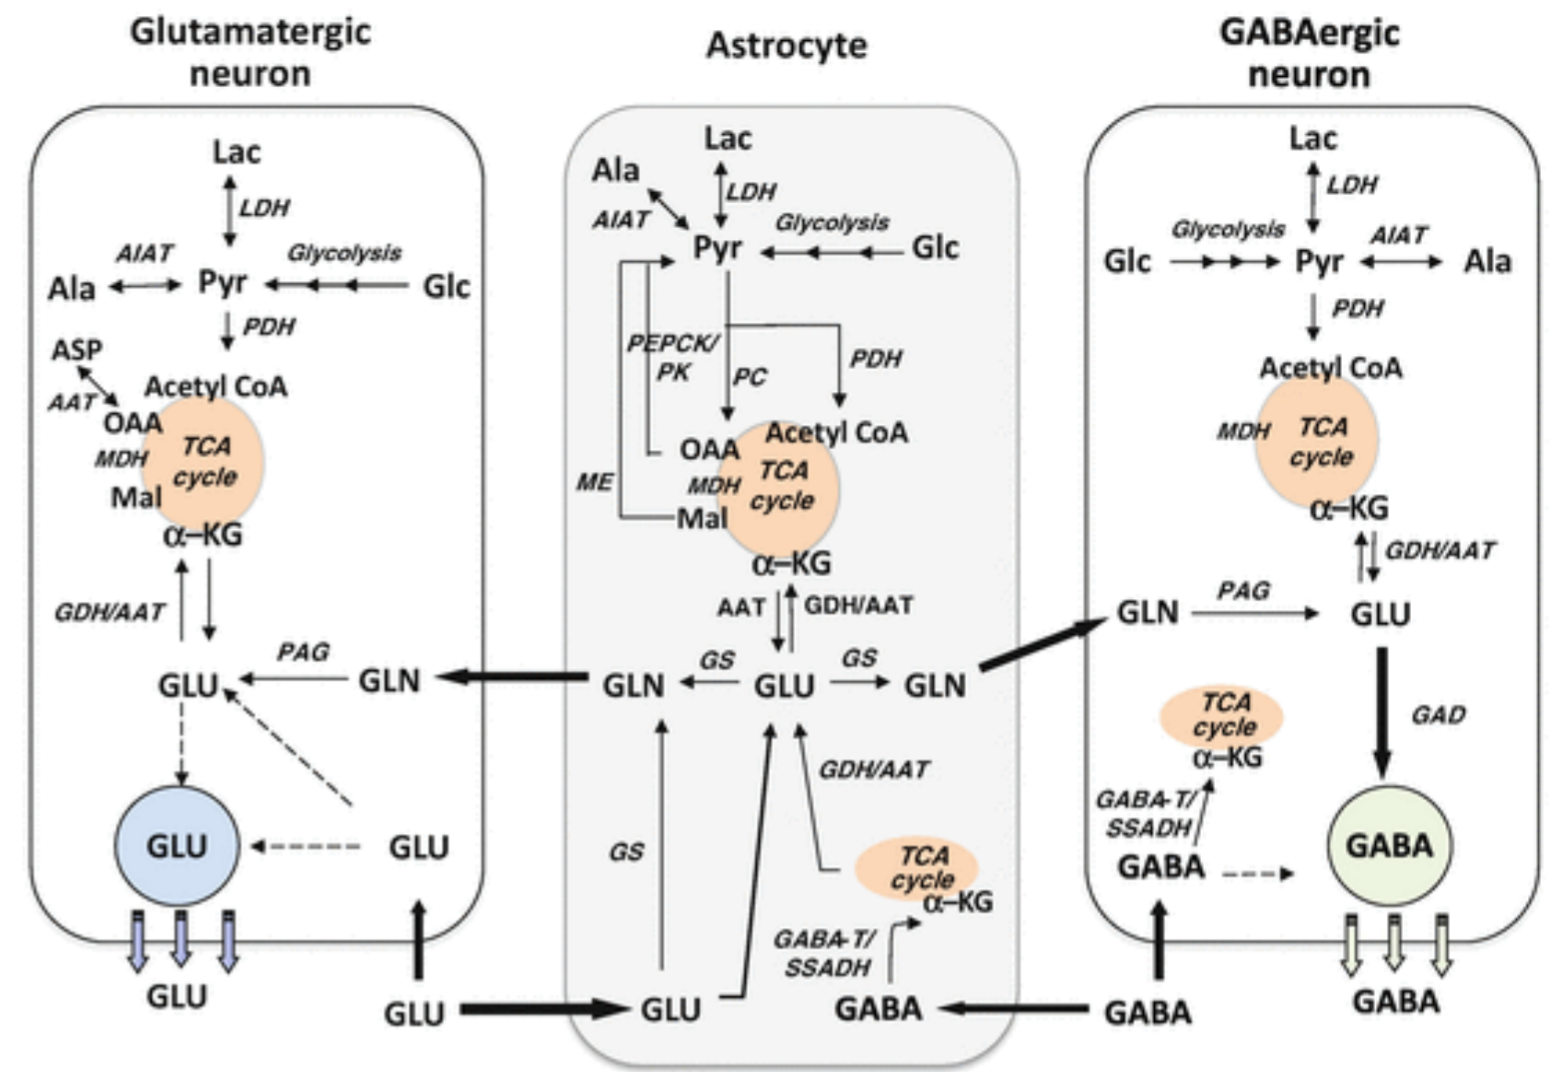 Glutamatergic
neuron
Lac
LDH
AIAT
Glycolysis
Ala
Pyr
Glc
PDH
ASP
AAT
Acetyl CoA
OAA
MDH
TCA
cycle
Mal
α–KG
GDH/AAT
PAG
GLU
GLN
GLU
GLU
GLU
GLU
Astrocyte
Lac
Ala
LDH
AIAT
Glycolysis
Pyr
Glc
PEPCK/
PK
PC
PDH
OAA
Acetyl CoA
ME
MDH
TCA
cycle
Mal
α–KG
AAT
GDH/AAT
GS
GS
GLN
GLU
GLN
GDH/AAT
GS
TCA
cycle
α–KG
GABA-T/
SSADH
GLU
GABA
GABAergic
neuron
Lac
LDH
Glycolysis
AIAT
Glc
Pyr
Ala
PDH
Acetyl CoA
MDH
TCA
cycle
α–KG
GDH/AAT
PAG
GLN
GLU
TCA
cycle
α–KG
GAD
GABA-T/
SSADH
GABA
GABA
GABA
GABA